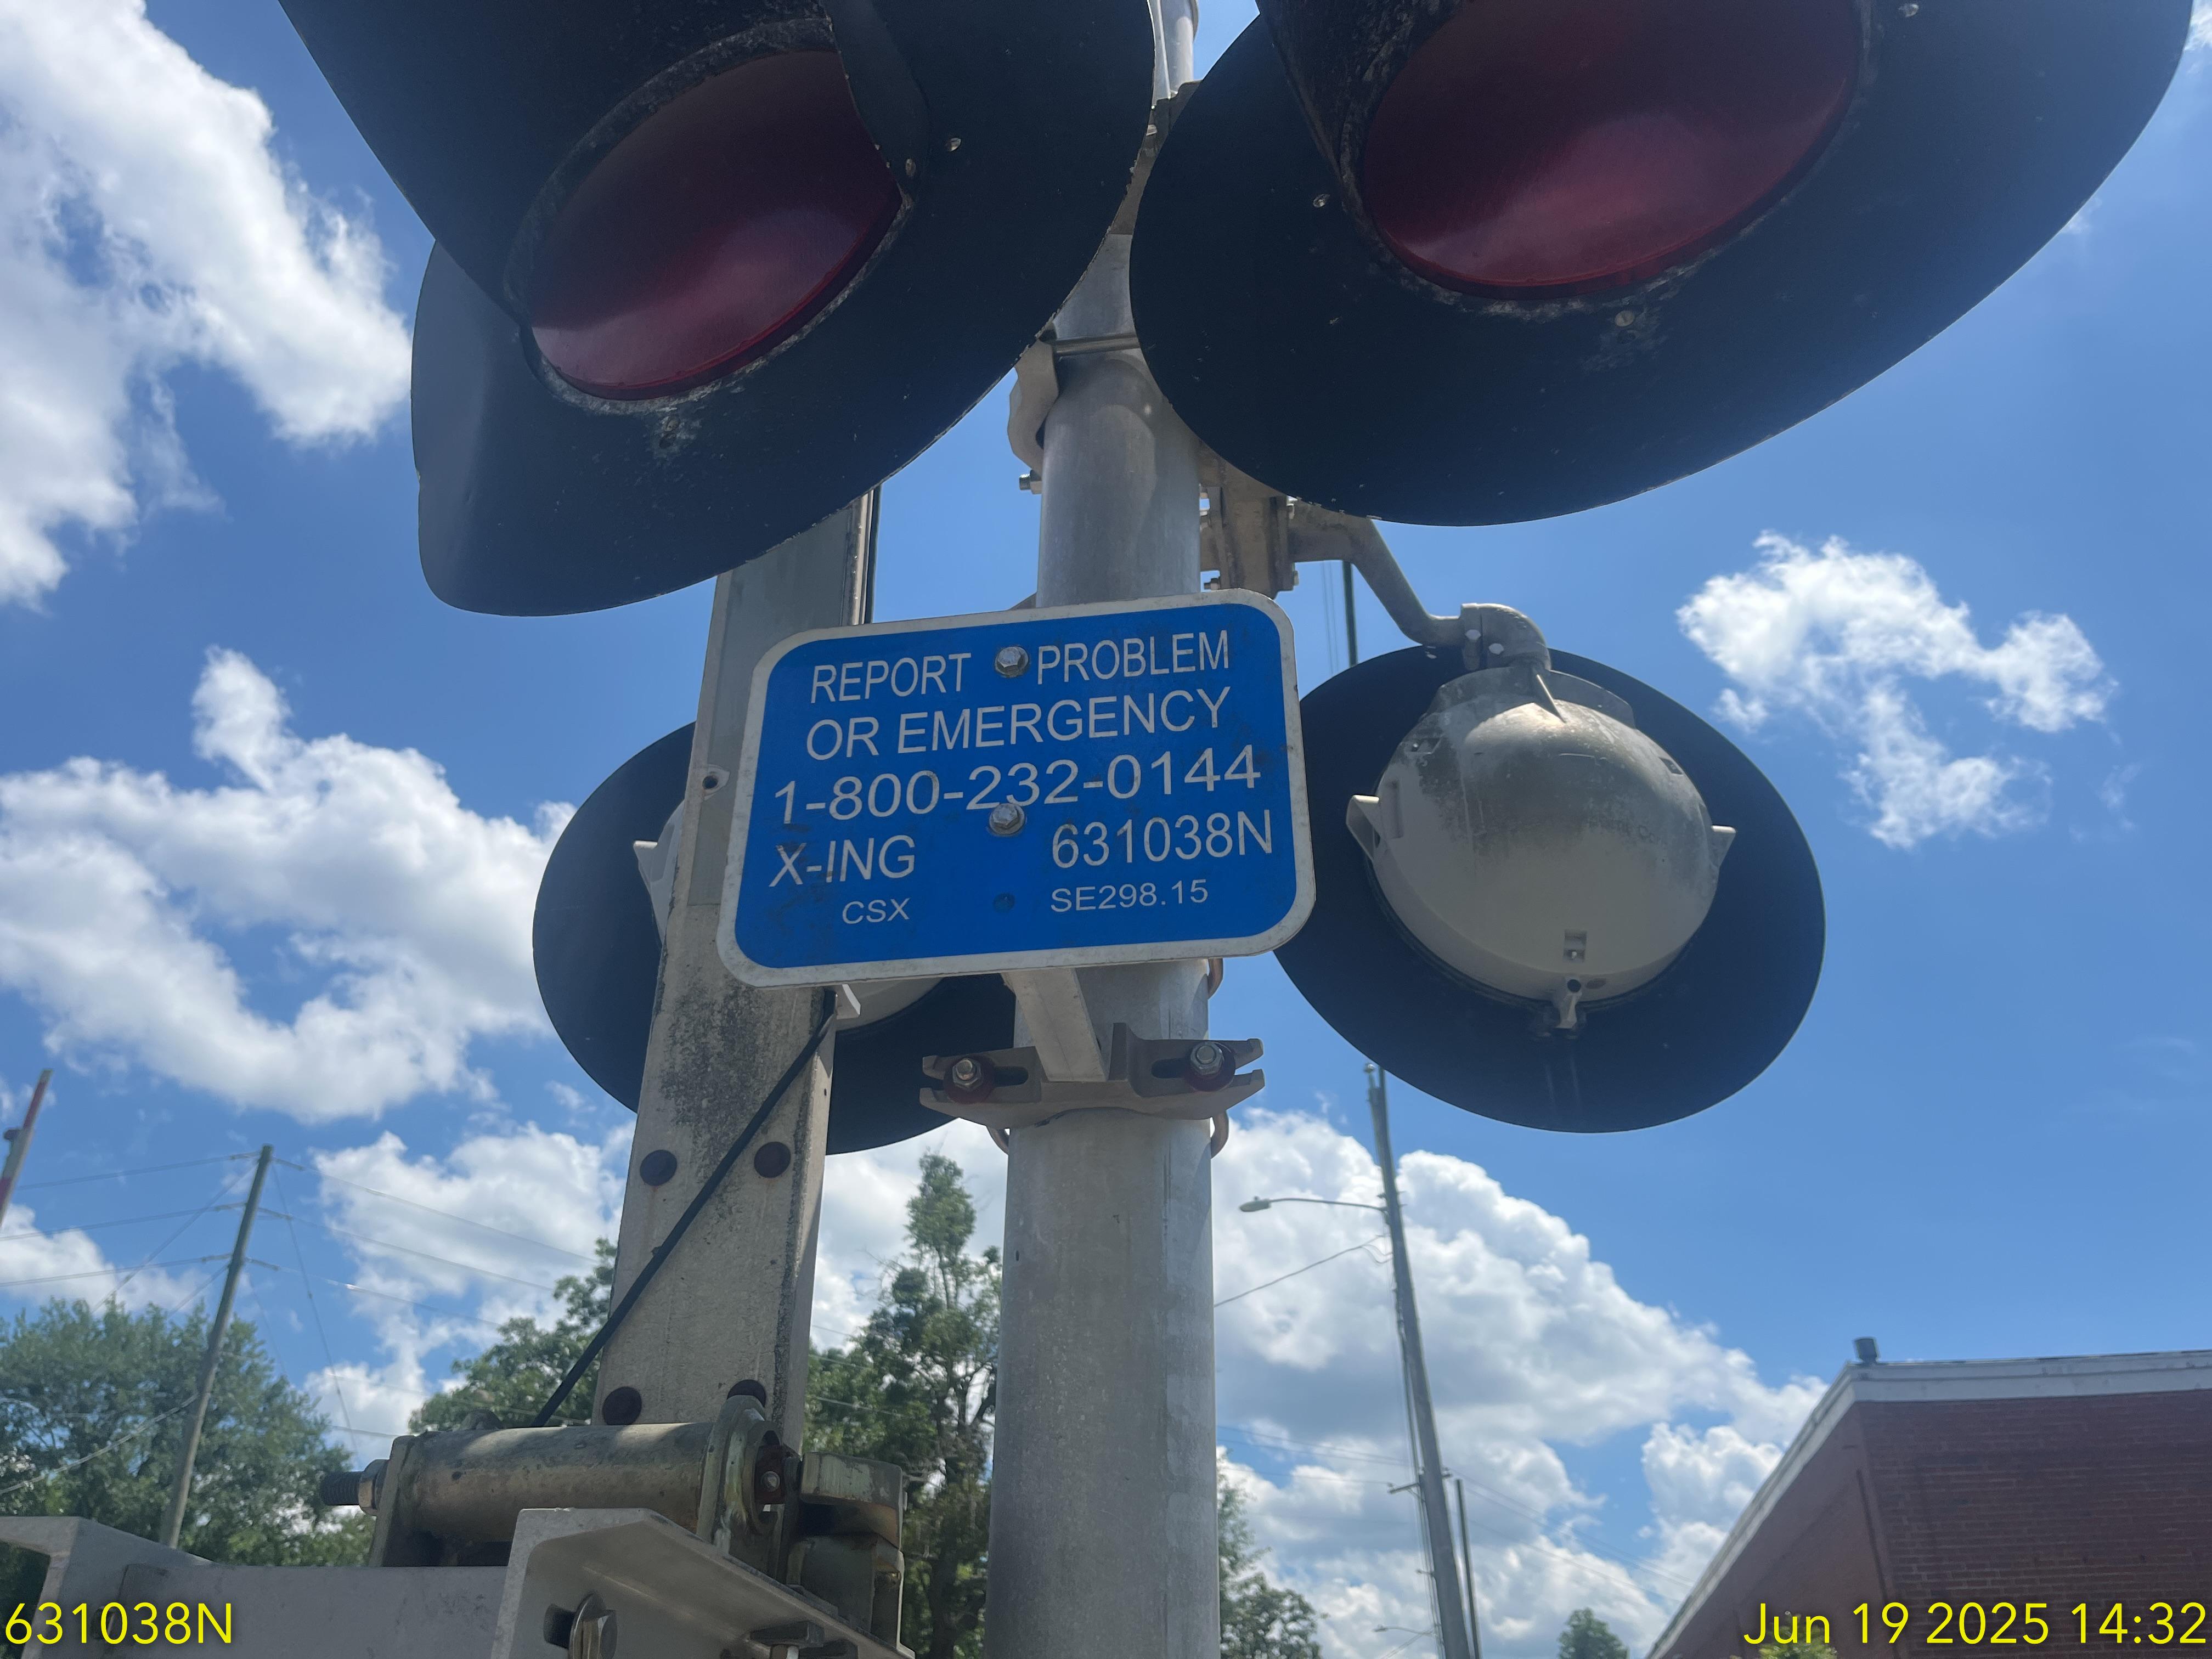 REPORT PROBLEM
OR EMERGENCY
1-800-232-0144
X-ING 631038N
CSX SE298.15
631038N
Jun 19 2025 14:32